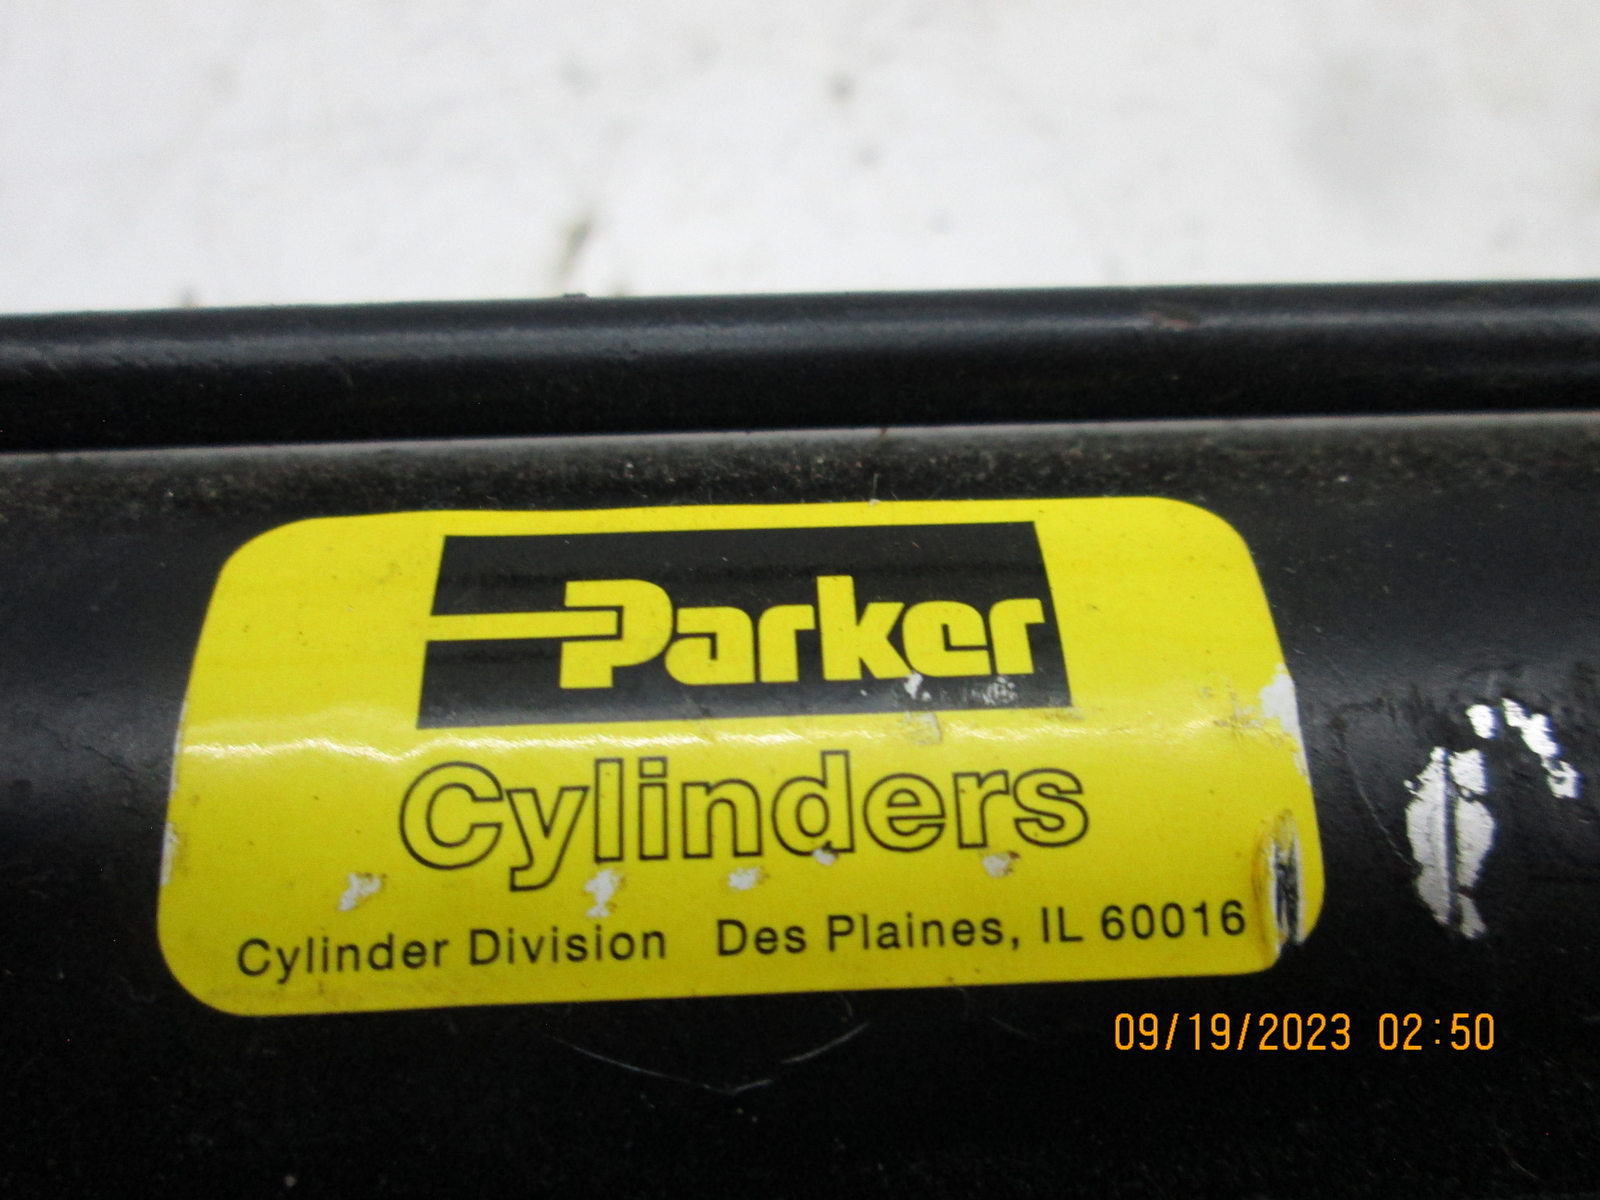 Parker
Cylinders
Cylinder Division Des Plaines, IL 60016
09/19/2023 02:50